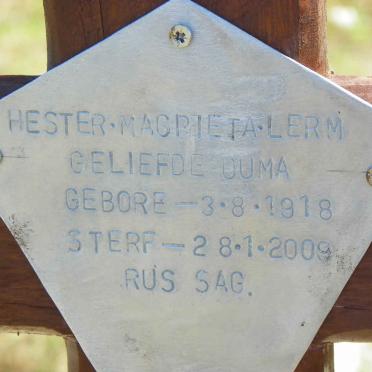 HESTER·MAGRIETA·LERM
GELIEFDE OUMA
GEBORE — 3·8·1918
STERF — 28·1·2009
RUS SAG.